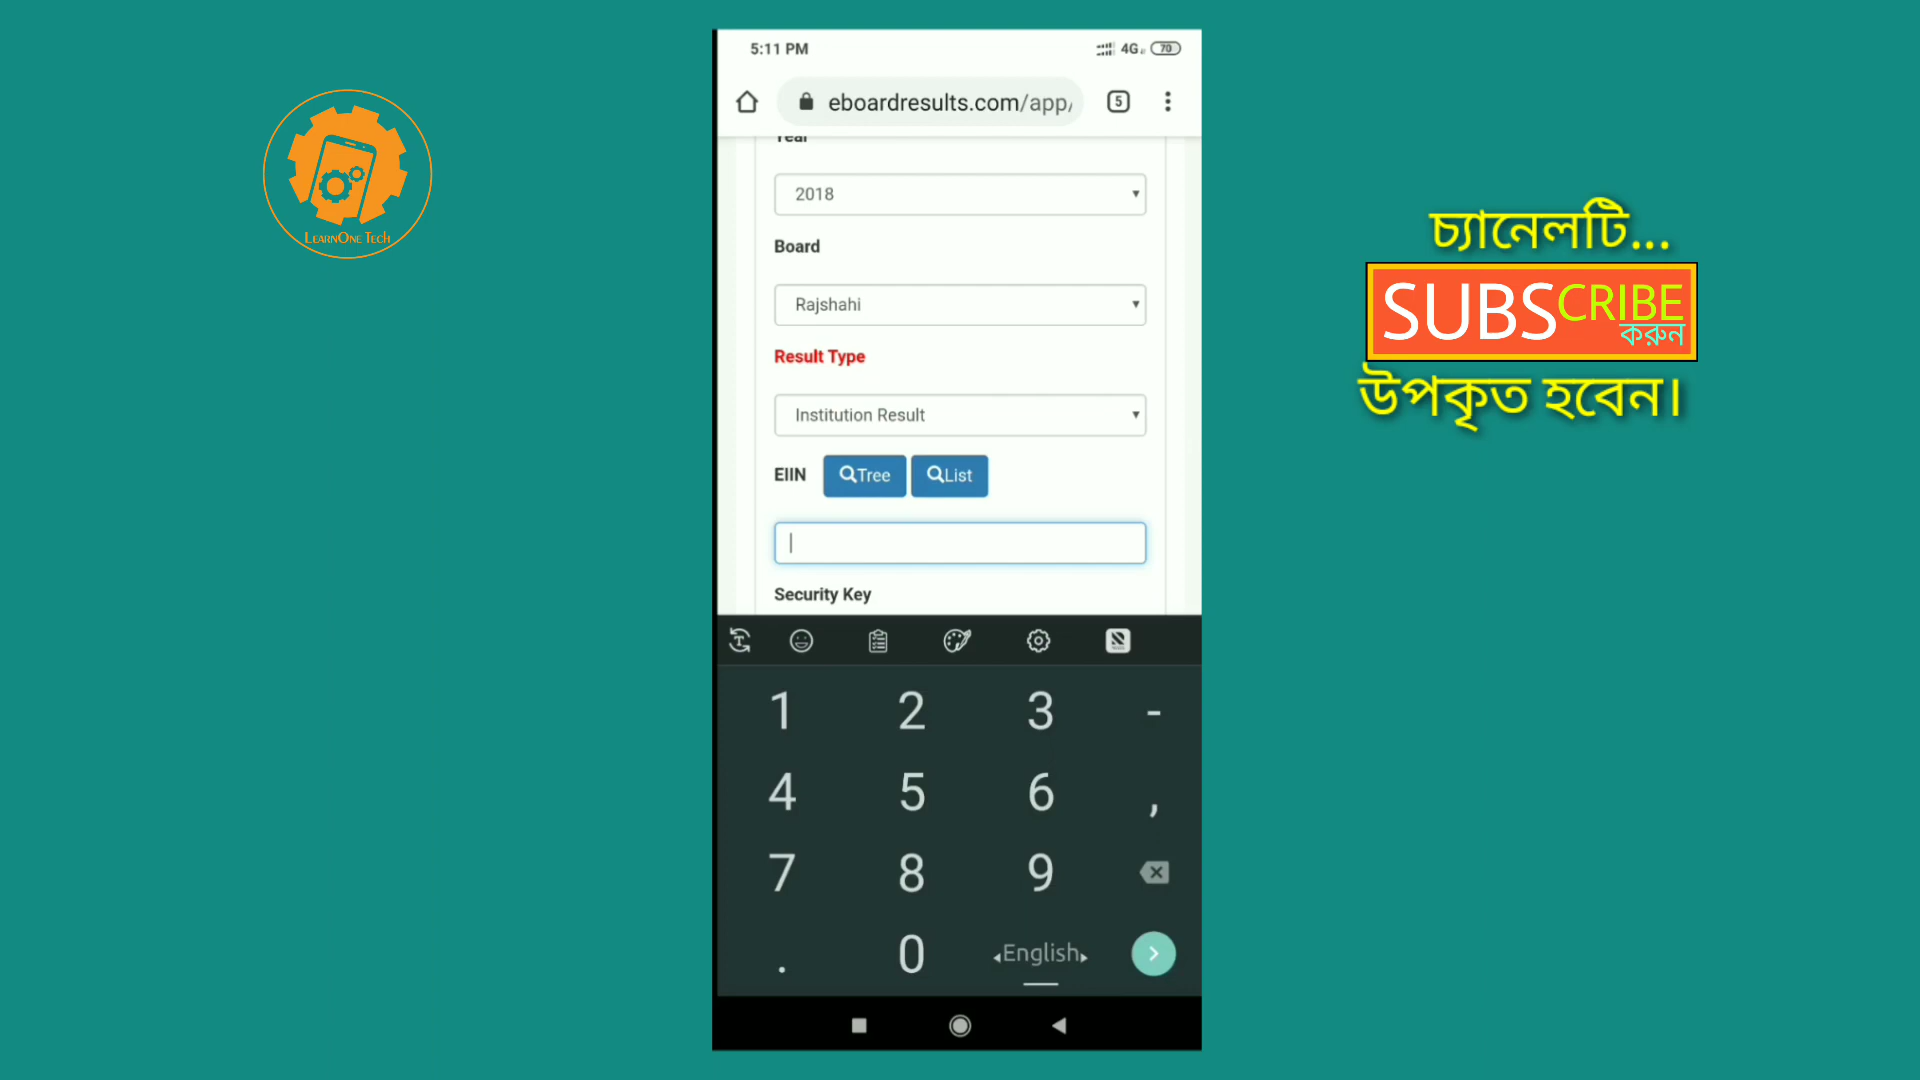 5:11 PM
4G 70
eboardresults.com/app/
5
Year
2018
Board
Rajshahi
Result Type
Institution Result
EIIN Tree List
Security Key
1 2 3 -
4 5 6 ,
7 8 9
. 0 English
LEARNONE TECH
চ্যানেলটি...
SUBSCRIBE
করুন
উপকৃত হবেন।